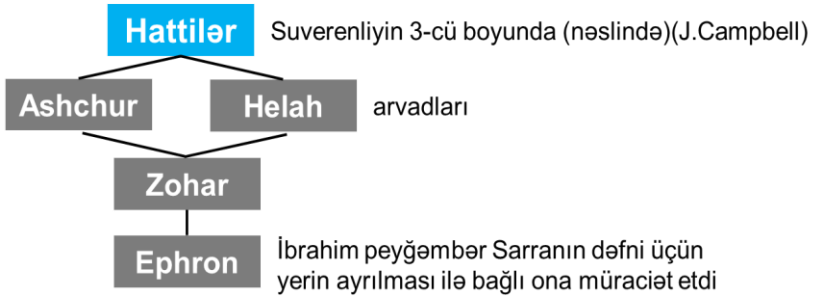 Hattilər Suverenliyin 3-cü boyunda (nəslində)(J.Campbell)
Ashchur Helah arvadları
Zohar
Ephron İbrahim peyğəmbər Sarranın dəfni üçün
yerin ayrılması ilə bağlı ona müraciət etdi